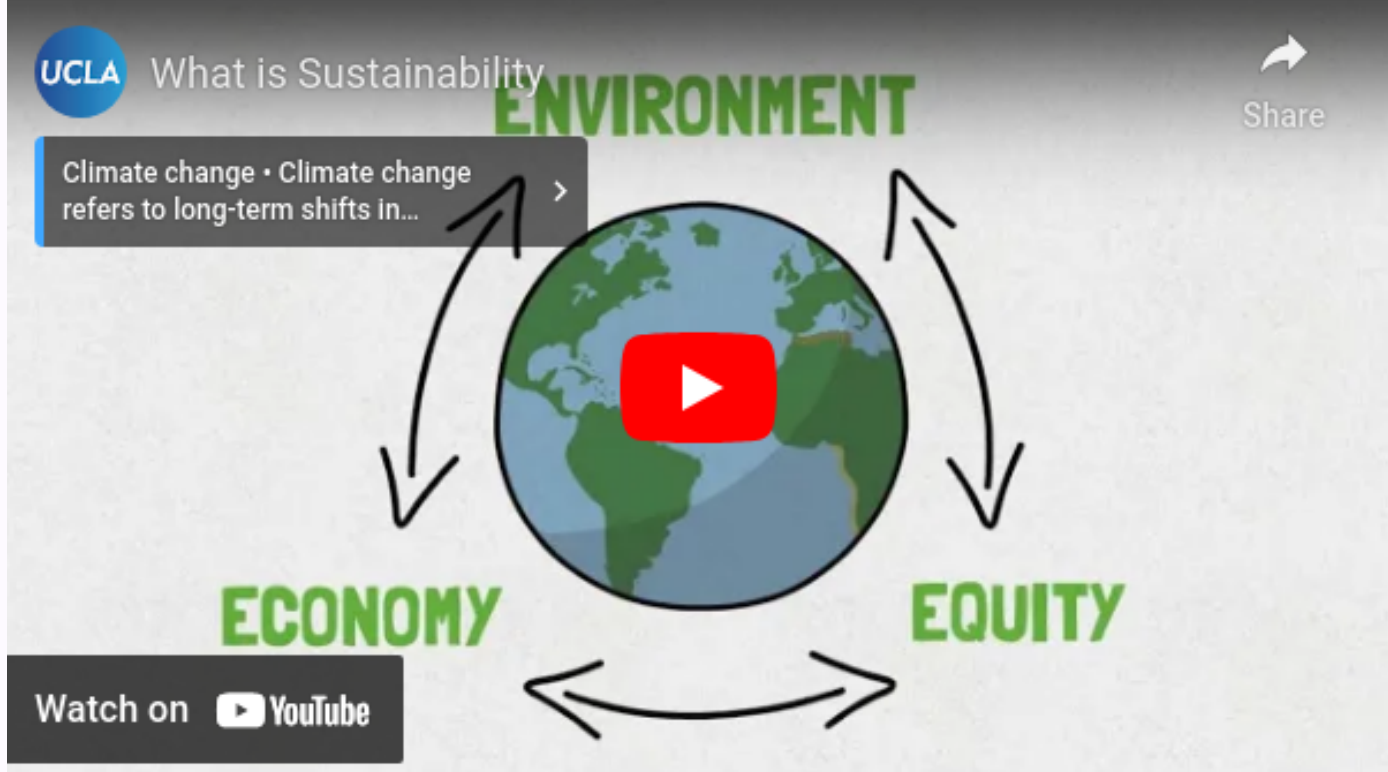 UCLA
What is Sustainability
ENVIRONMENT
Share
Climate change • Climate change
refers to long-term shifts in...
ECONOMY
EQUITY
Watch on YouTube